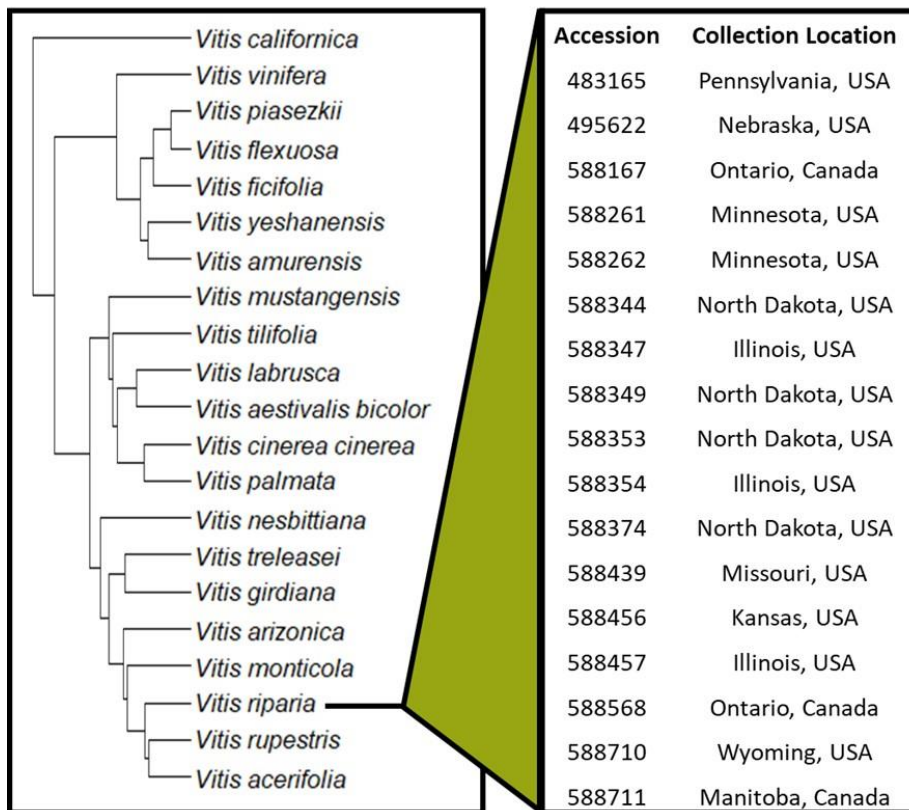 Vitis californica
Vitis vinifera
Vitis piasezkii
Vitis flexuosa
Vitis ficifolia
Vitis yeshanensis
Vitis amurensis
Vitis mustangensis
Vitis tilifolia
Vitis labrusca
Vitis aestivalis bicolor
Vitis cinerea cinerea
Vitis palmata
Vitis nesbittiana
Vitis treleasei
Vitis girdiana
Vitis arizonica
Vitis monticola
Vitis riparia
Vitis rupestris
Vitis acerifolia
Accession Collection Location
483165 Pennsylvania, USA
495622 Nebraska, USA
588167 Ontario, Canada
588261 Minnesota, USA
588262 Minnesota, USA
588344 North Dakota, USA
588347 Illinois, USA
588349 North Dakota, USA
588353 North Dakota, USA
588354 Illinois, USA
588374 North Dakota, USA
588439 Missouri, USA
588456 Kansas, USA
588457 Illinois, USA
588568 Ontario, Canada
588710 Wyoming, USA
588711 Manitoba, Canada